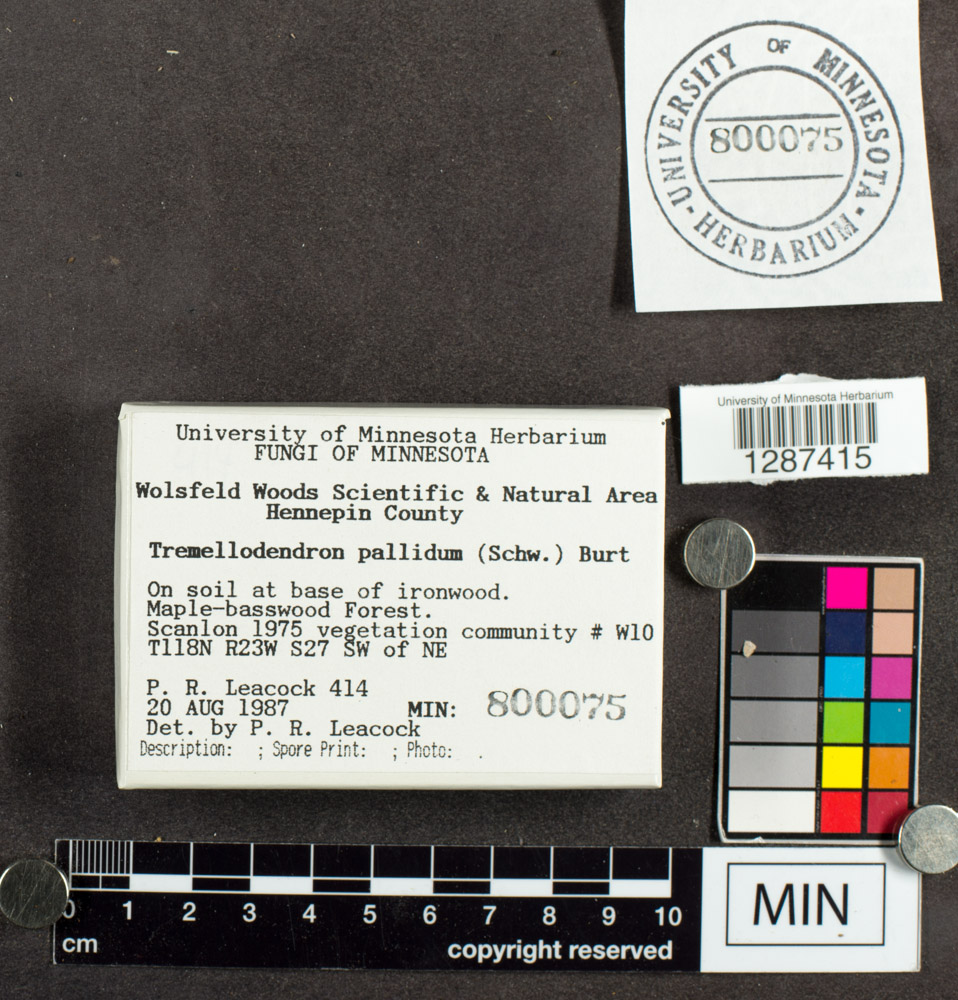 UNIVERSITY OF MINNESOTA
800075
- HERBARIUM -
University of Minnesota Herbarium
1287415
University of Minnesota Herbarium
FUNGI OF MINNESOTA
Wolsfeld Woods Scientific & Natural Area
Hennepin County
Tremellodendron pallidum (Schw.) Burt
On soil at base of ironwood.
Maple-basswood Forest.
Scanlon 1975 vegetation community # W10
T118N R23W S27 SW of NE
P. R. Leacock 414
20 AUG 1987 MIN: 800075
Det. by P. R. Leacock
Description: ; Spore Print: ; Photo: .
0 1 2 3 4 5 6 7 8 9 10
cm copyright reserved
MIN